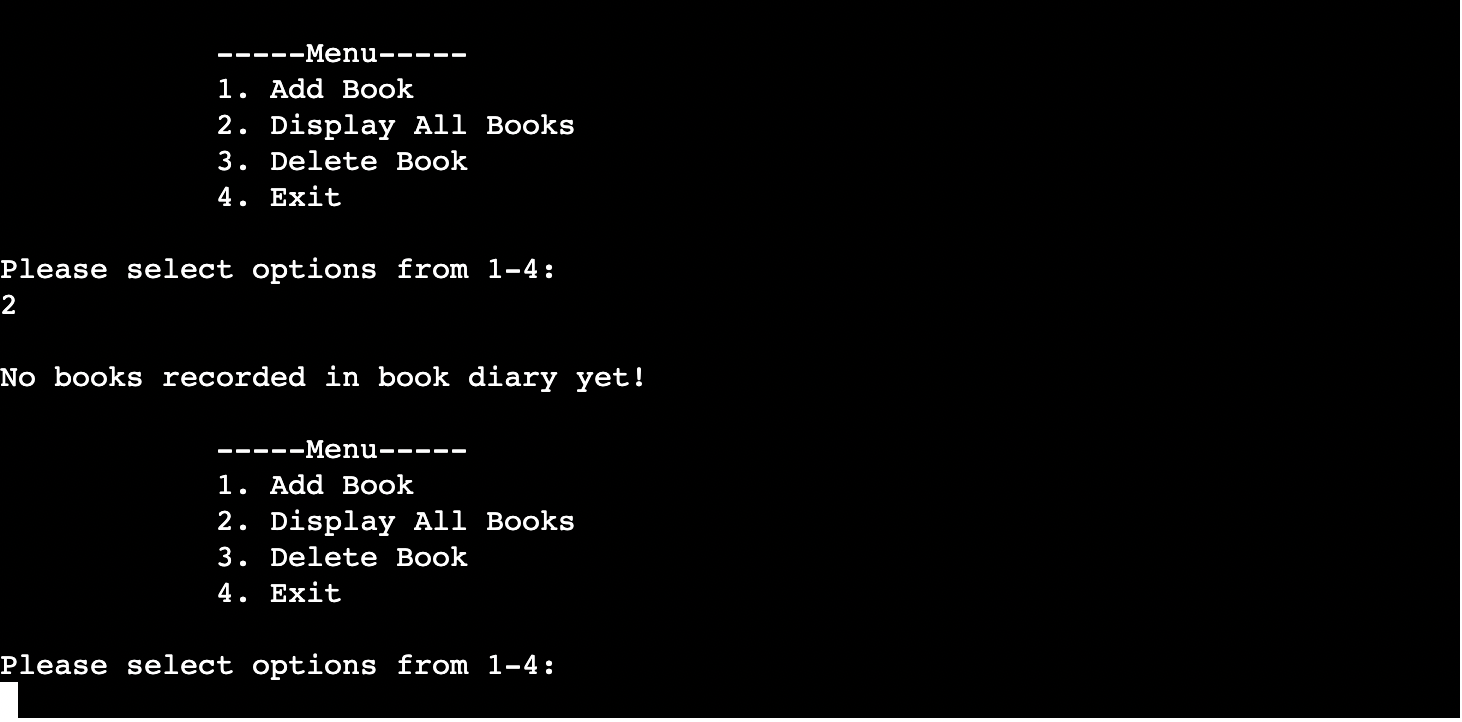 -----Menu-----
1. Add Book
2. Display All Books
3. Delete Book
4. Exit
Please select options from 1-4:
2
No books recorded in book diary yet!
-----Menu-----
1. Add Book
2. Display All Books
3. Delete Book
4. Exit
Please select options from 1-4: